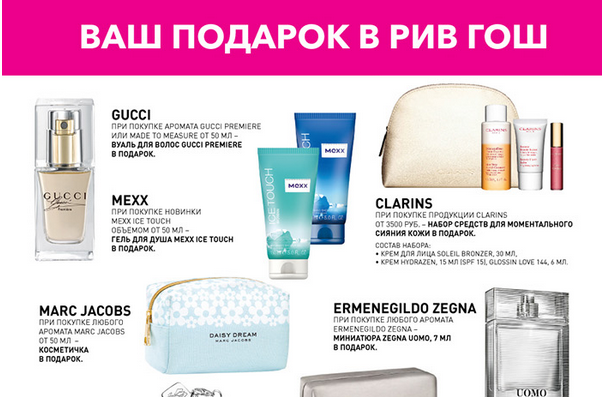 ВАШ ПОДАРОК В РИВ ГОШ
GUCCI
ПРИ ПОКУПКЕ АРОМАТА GUCCI PREMIERE
ИЛИ MADE TO MEASURE ОТ 50 МЛ –
ВУАЛЬ ДЛЯ ВОЛОС GUCCI PREMIERE
В ПОДАРОК.
GUCCI
MEXX
ПРИ ПОКУПКЕ НОВИНКИ
MEXX ICE TOUCH
ОБЪЕМОМ ОТ 50 МЛ –
ГЕЛЬ ДЛЯ ДУША MEXX ICE TOUCH
В ПОДАРОК.
mexx
mexx
ICE TOUCH
CLARINS
CLARINS
CLARINS
ПРИ ПОКУПКЕ ПРОДУКЦИИ CLARINS
ОТ 3500 РУБ. – НАБОР СРЕДСТВ ДЛЯ МОМЕНТАЛЬНОГО
СИЯНИЯ КОЖИ В ПОДАРОК.
СОСТАВ НАБОРА:
• КРЕМ ДЛЯ ЛИЦА SOLEIL BRONZER, 30 МЛ,
• КРЕМ HYDRAZEN, 15 МЛ (SPF 15), GLOSSIN LOVE 144, 6 МЛ.
MARC JACOBS
ПРИ ПОКУПКЕ ЛЮБОГО
АРОМАТА MARC JACOBS
ОТ 50 МЛ –
КОСМЕТИЧКА
В ПОДАРОК.
DAISY DREAM
MARC JACOBS
ERMENEGILDO ZEGNA
ПРИ ПОКУПКЕ ЛЮБОГО АРОМАТА
ERMENEGILDO ZEGNA –
МИНИАТЮРА ZEGNA UOMO, 7 МЛ
В ПОДАРОК.
UOMO